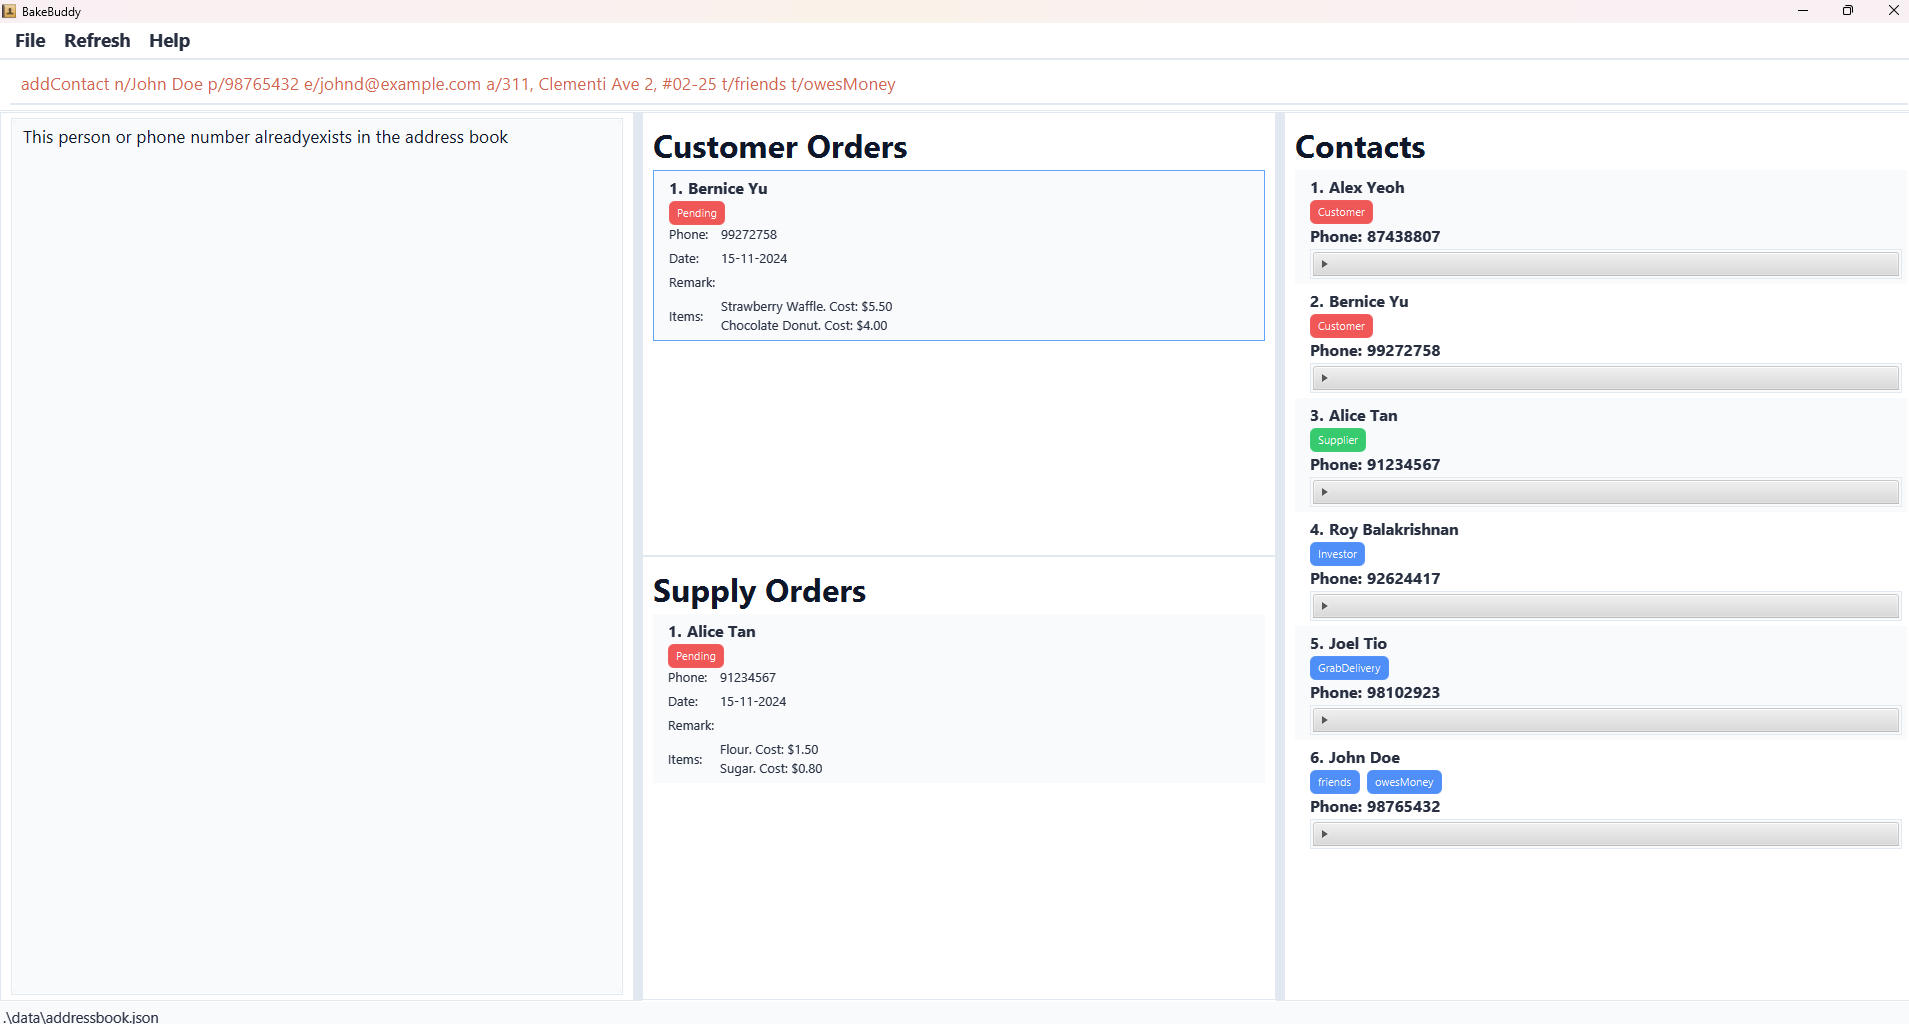 BakeBuddy
File Refresh Help
addContact n/John Doe p/98765432 e/johnd@example.com a/311, Clementi Ave 2, #02-25 t/friends t/owesMoney
This person or phone number alreadyexists in the address book
Customer Orders
1. Bernice Yu
Pending
Phone: 99272758
Date: 15-11-2024
Remark:
Items: Strawberry Waffle. Cost: $5.50
Chocolate Donut. Cost: $4.00
Supply Orders
1. Alice Tan
Pending
Phone: 91234567
Date: 15-11-2024
Remark:
Items: Flour. Cost: $1.50
Sugar. Cost: $0.80
Contacts
1. Alex Yeoh
Customer
Phone: 87438807
2. Bernice Yu
Customer
Phone: 99272758
3. Alice Tan
Supplier
Phone: 91234567
4. Roy Balakrishnan
Investor
Phone: 92624417
5. Joel Tio
GrabDelivery
Phone: 98102923
6. John Doe
friends owesMoney
Phone: 98765432
.\data\addressbook.json